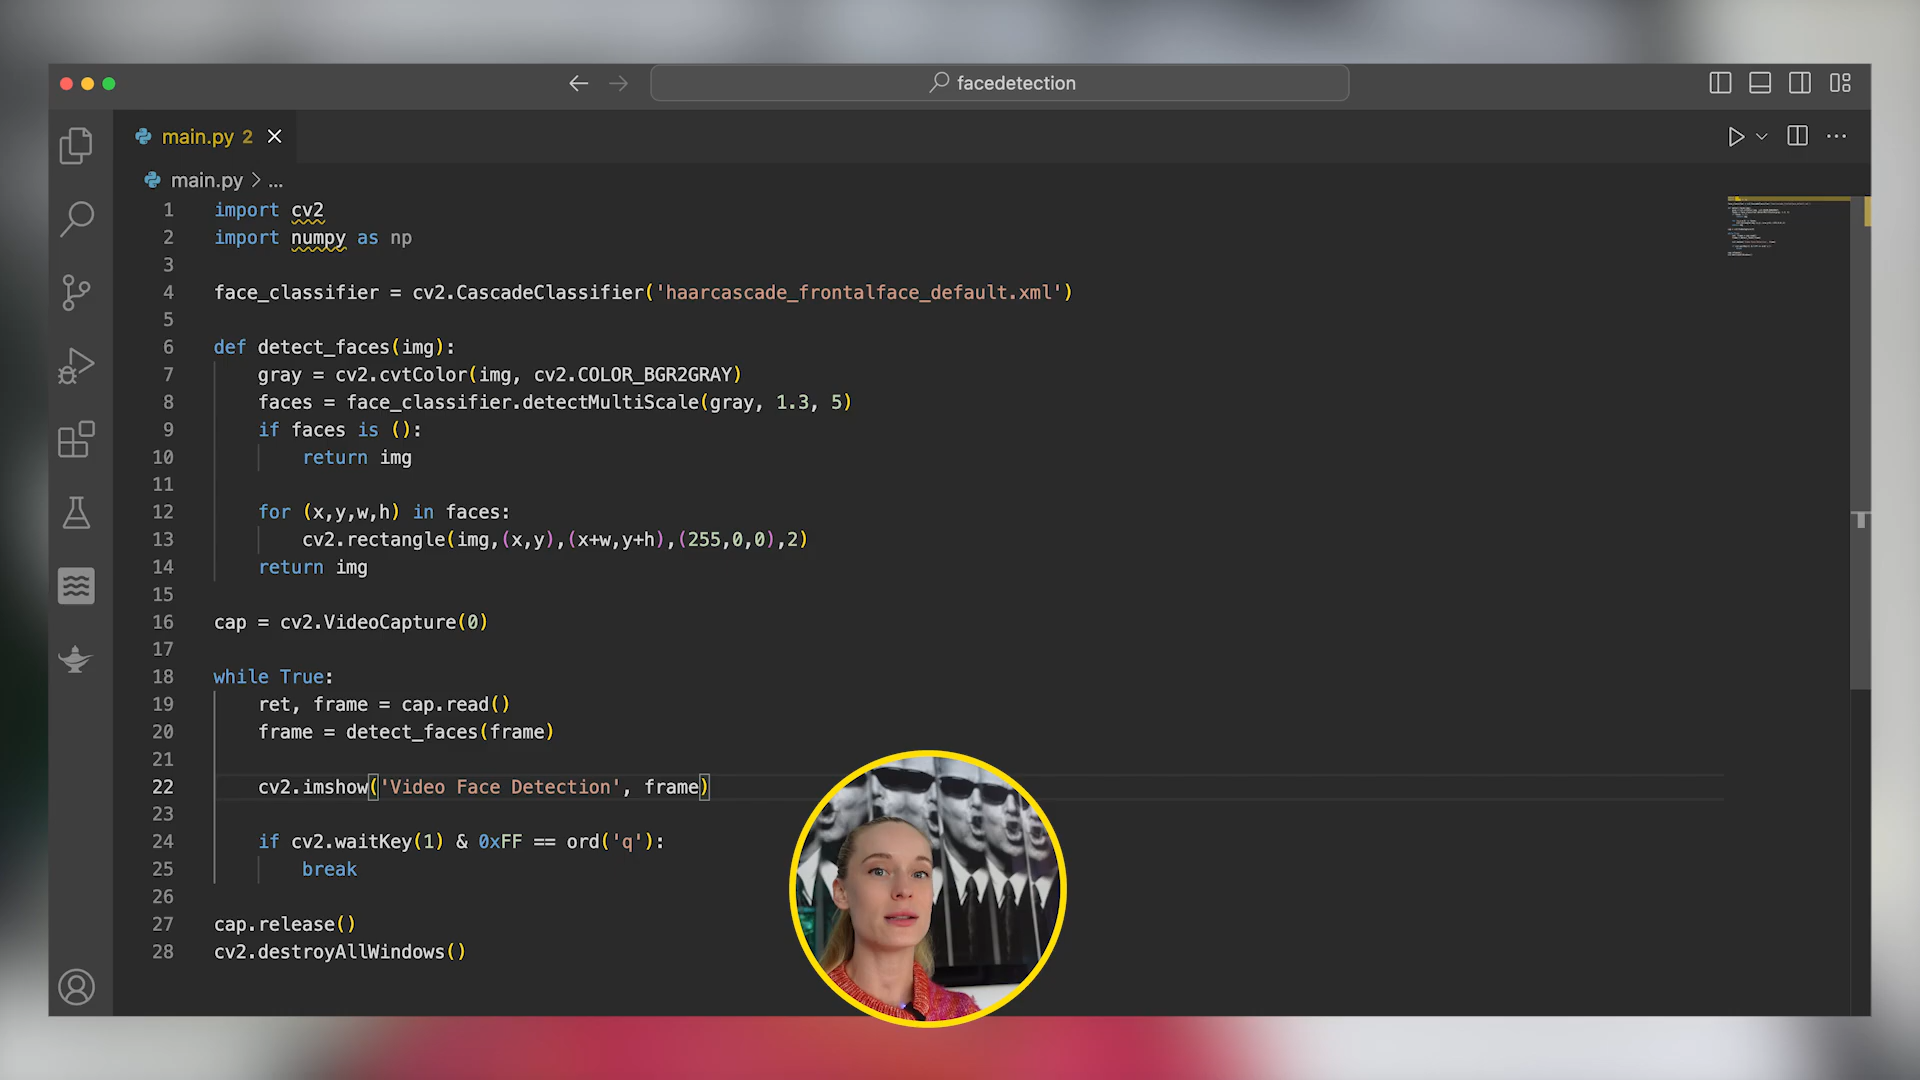 facedetection
main.py 2
main.py > ...
1 import cv2
2 import numpy as np
3
4 face_classifier = cv2.CascadeClassifier('haarcascade_frontalface_default.xml')
5
6 def detect_faces(img):
7 gray = cv2.cvtColor(img, cv2.COLOR_BGR2GRAY)
8 faces = face_classifier.detectMultiScale(gray, 1.3, 5)
9 if faces is ():
10 return img
11
12 for (x,y,w,h) in faces:
13 cv2.rectangle(img,(x,y),(x+w,y+h),(255,0,0),2)
14 return img
15
16 cap = cv2.VideoCapture(0)
17
18 while True:
19 ret, frame = cap.read()
20 frame = detect_faces(frame)
21
22 cv2.imshow('Video Face Detection', frame)
23
24 if cv2.waitKey(1) & 0xFF == ord('q'):
25 break
26
27 cap.release()
28 cv2.destroyAllWindows()